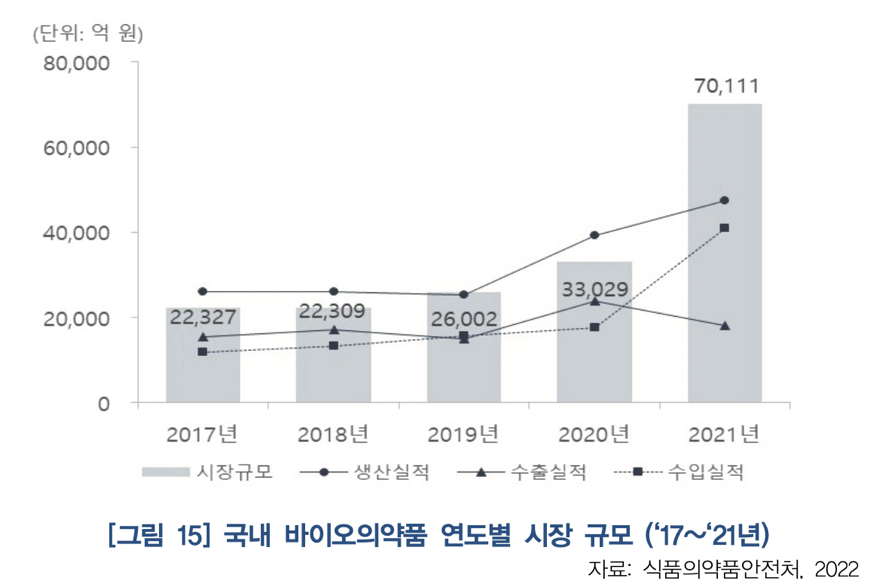 (단위: 억 원)
80,000
70,111
60,000
40,000
33,029
22,327
22,309
26,002
20,000
0
2017년 2018년 2019년 2020년 2021년
시장규모 생산실적 수출실적 수입실적
[그림 15] 국내 바이오의약품 연도별 시장 규모 (‘17~‘21년)
자료: 식품의약품안전처, 2022